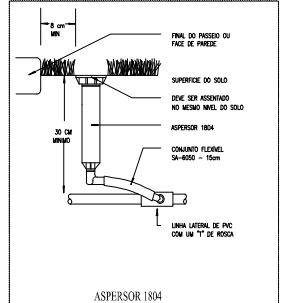 8 cm
MIN
FINAL DO PASSEIO OU
FACE DE PAREDE
SUPERFICIE DO SOLO
DEVE SER ASSENTADO
NO MESMO NIVEL DO SOLO
ASPERSOR 1804
30 CM
MINIMO
CONJUNTO FLEXÍVEL
SA-6050 - 15cm
LINHA LATERAL DE PVC
COM UM "T" DE ROSCA
ASPERSOR 1804